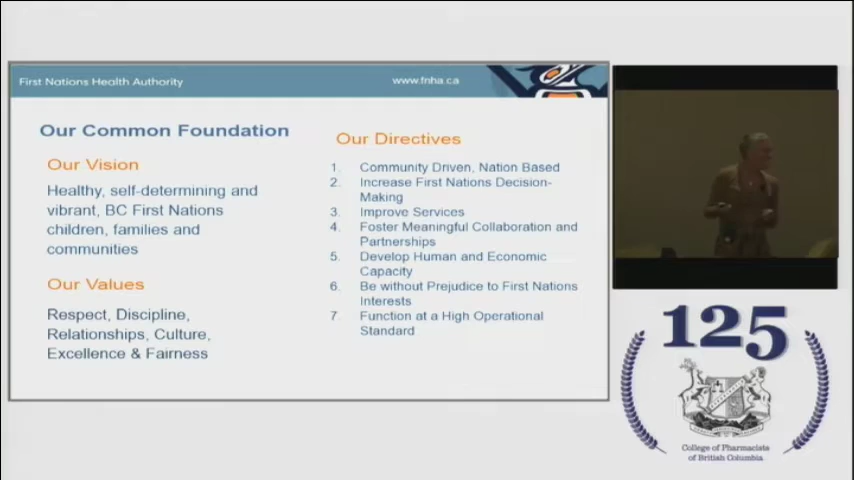 First Nations Health Authority
www.fnha.ca
Our Common Foundation
Our Vision
Healthy, self-determining and
vibrant, BC First Nations
children, families and
communities
Our Values
Respect, Discipline,
Relationships, Culture,
Excellence & Fairness
Our Directives
1. Community Driven, Nation Based
2. Increase First Nations Decision-
Making
3. Improve Services
4. Foster Meaningful Collaboration and
Partnerships
5. Develop Human and Economic
Capacity
6. Be without Prejudice to First Nations
Interests
7 Function at a High Operational
Standard
125
College of Pharmacists
of British Columbia